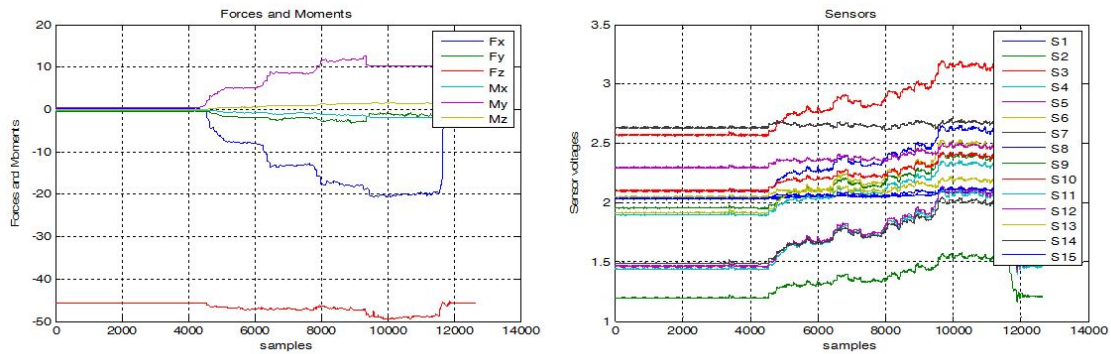 Forces and Moments
20
10
0
-10
-20
-30
-40
-50
0
2000
4000
6000
8000
10000
12000
14000
samples
Forces and Moments
Fx
Fy
Fz
Mx
My
Mz
Sensors
3.5
3
2.5
2
1.5
1
0
2000
4000
6000
8000
10000
12000
14000
samples
Sensor voltages
S1
S2
S3
S4
S5
S6
S7
S8
S9
S10
S11
S12
S13
S14
S15